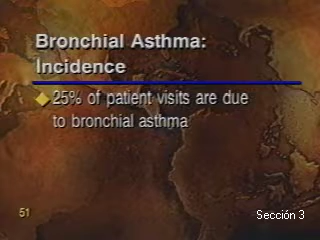 Bronchial Asthma:
Incidence
25% of patient visits are due
to bronchial asthma
51
Sección 3